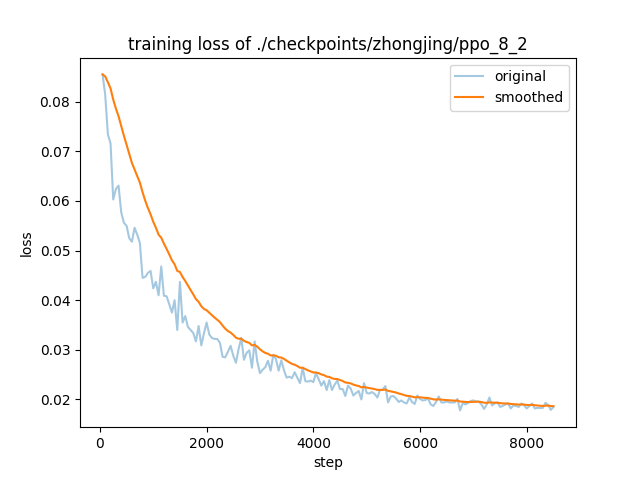 training loss of ./checkpoints/zhongjing/ppo_8_2
original
smoothed
0.08
0.07
0.06
0.05
0.04
0.03
0.02
loss
0 2000 4000 6000 8000
step